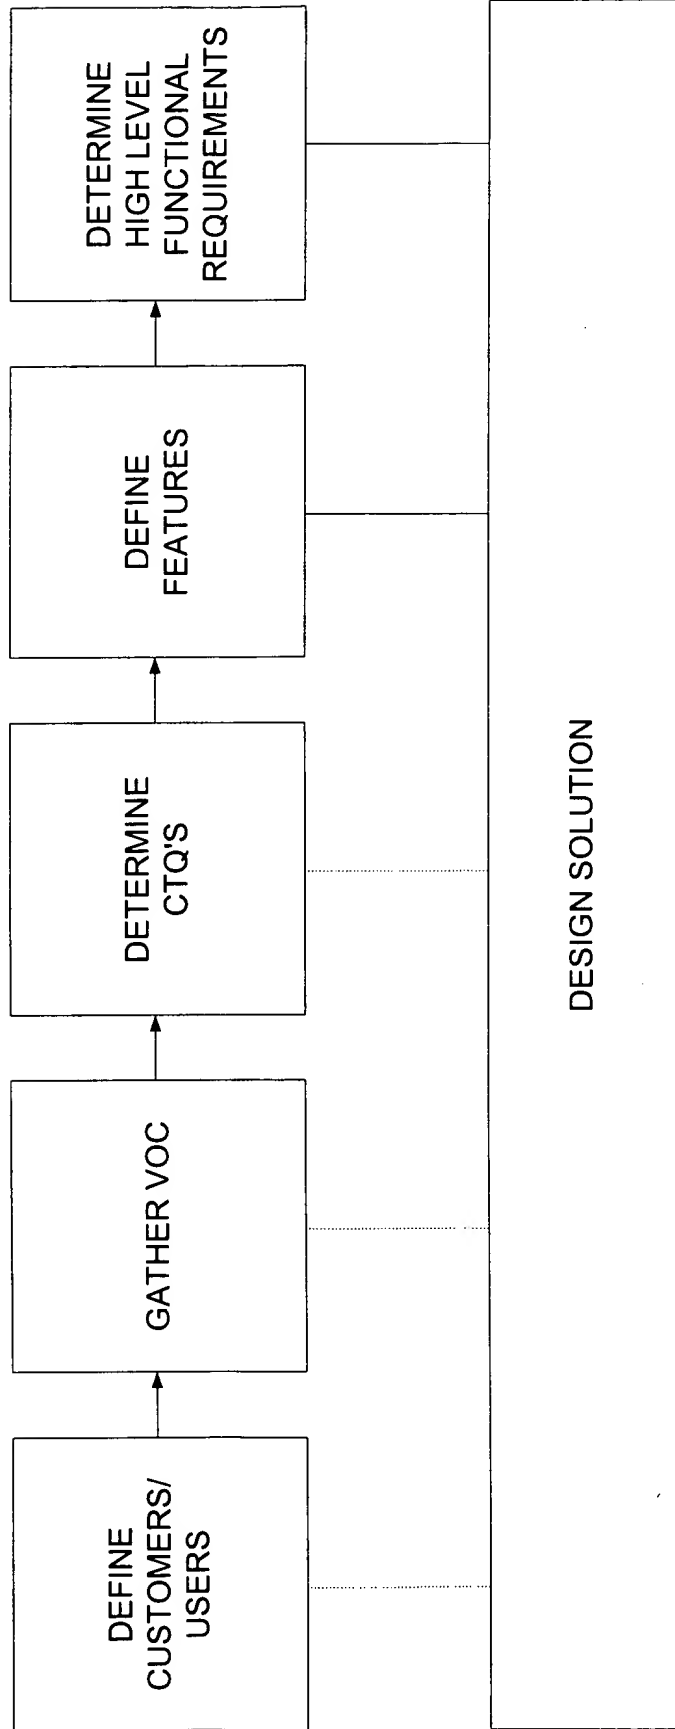 DEFINE
CUSTOMERS/
USERS
GATHER VOC
DETERMINE
CTQ'S
DEFINE
FEATURES
DETERMINE
HIGH LEVEL
FUNCTIONAL
REQUIREMENTS
DESIGN SOLUTION